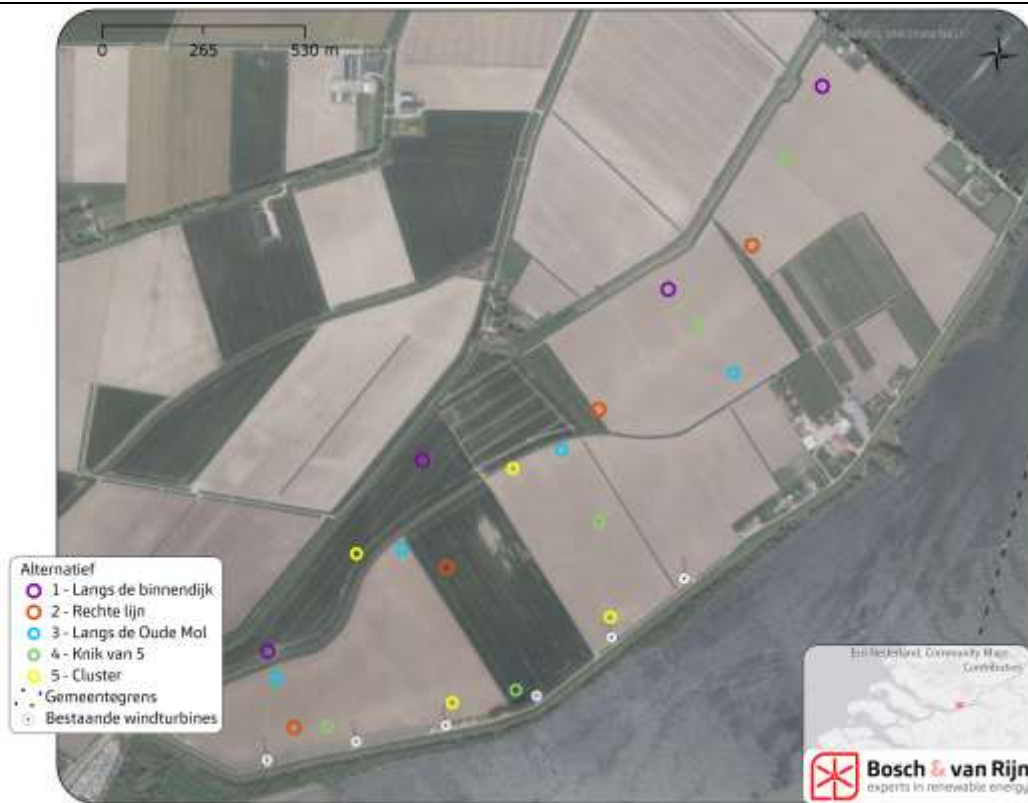 0 265 530 m
Alternatief
1 - Langs de binnendijk
2 - Rechte lijn
3 - Langs de Oude Mol
4 - Knik van 5
5 - Cluster
Gemeentegrens
Bestaande windturbines
Esri Nederland, Community Maps
Contributors
Bosch & van Rijn
experts in renewable energy